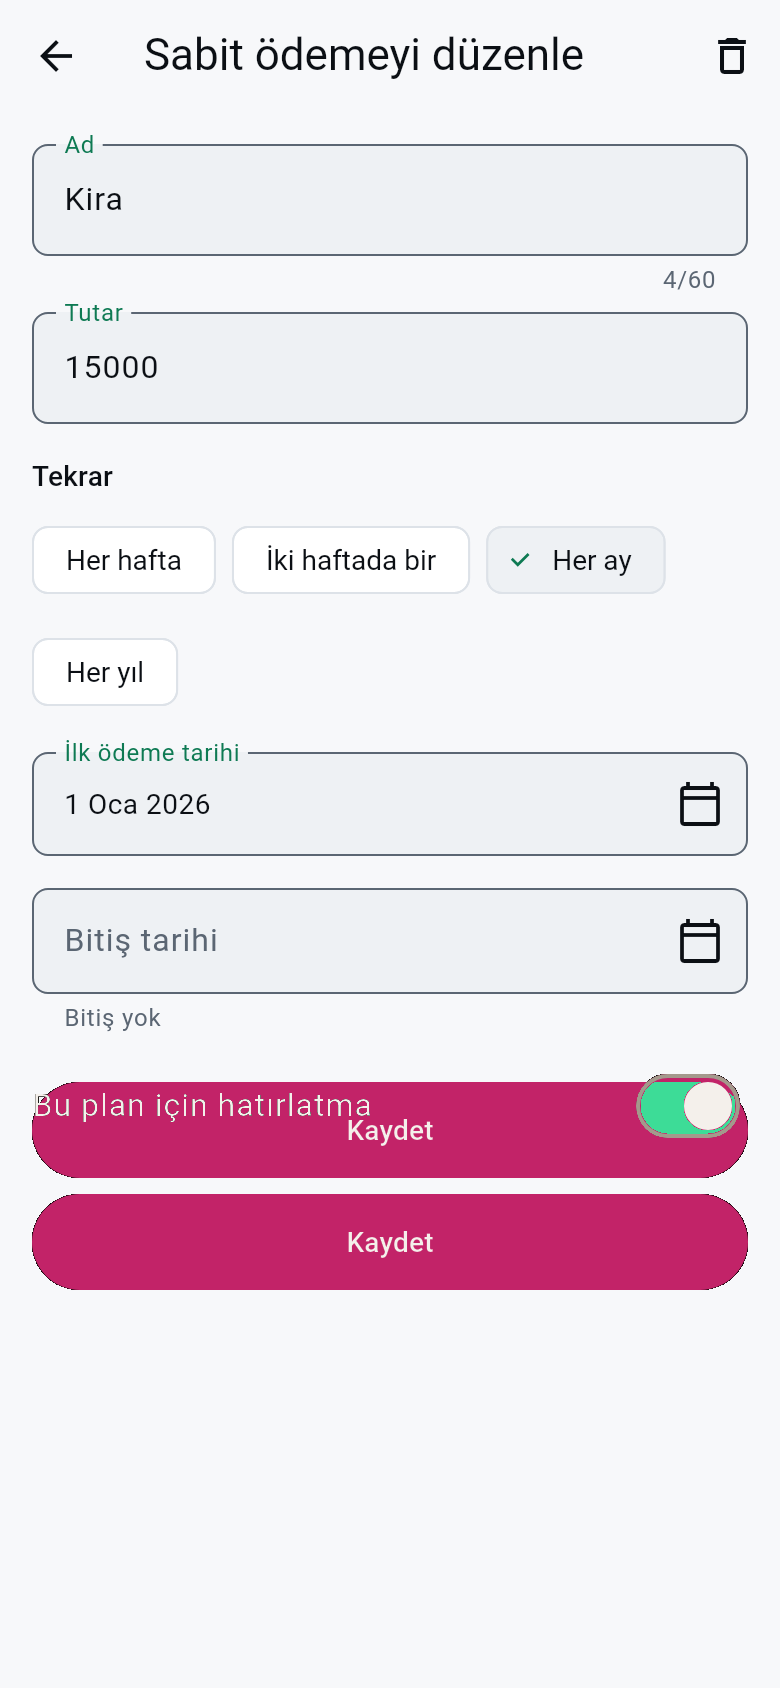 Sabit ödemeyi düzenle
Ad
Kira
4/60
Tutar
15000
Tekrar
Her hafta
İki haftada bir
Her ay
Her yıl
İlk ödeme tarihi
1 Oca 2026
Bitiş tarihi
Bitiş yok
Bu plan için hatırlatma
Kaydet
Kaydet